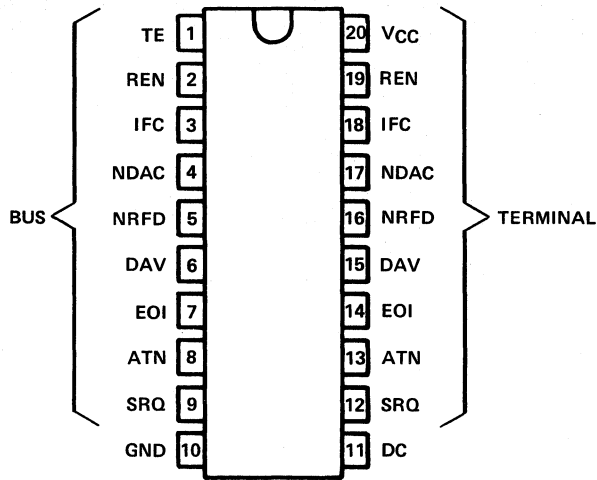 TE 1 20 VCC
REN 2 19 REN
IFC 3 18 IFC
NDAC 4 17 NDAC
BUS NRFD 5 16 NRFD TERMINAL
DAV 6 15 DAV
EOI 7 14 EOI
ATN 8 13 ATN
SRQ 9 12 SRQ
GND 10 11 DC